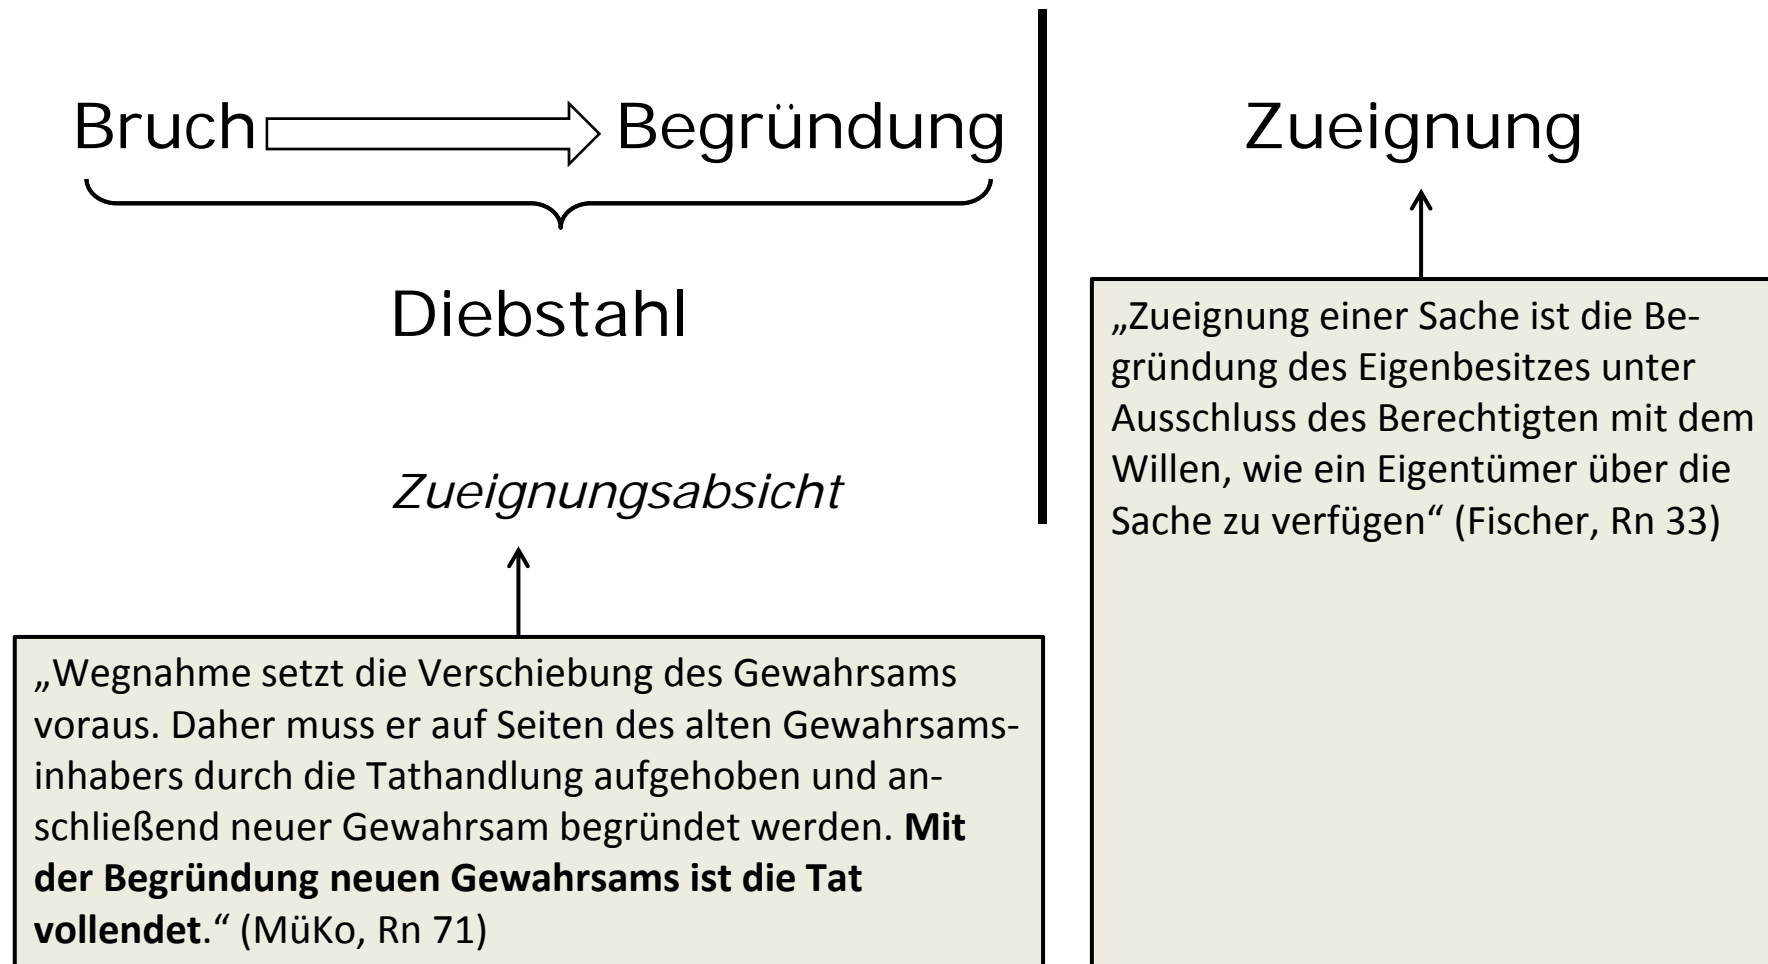 Bruch Begründung
Diebstahl
Zueignungsabsicht
„Wegnahme setzt die Verschiebung des Gewahrsams
voraus. Daher muss er auf Seiten des alten Gewahrsams-
inhabers durch die Tathandlung aufgehoben und an-
schließend neuer Gewahrsam begründet werden. Mit
der Begründung neuen Gewahrsams ist die Tat
vollendet.“ (MüKo, Rn 71)
Zueignung
„Zueignung einer Sache ist die Be-
gründung des Eigenbesitzes unter
Ausschluss des Berechtigten mit dem
Willen, wie ein Eigentümer über die
Sache zu verfügen“ (Fischer, Rn 33)